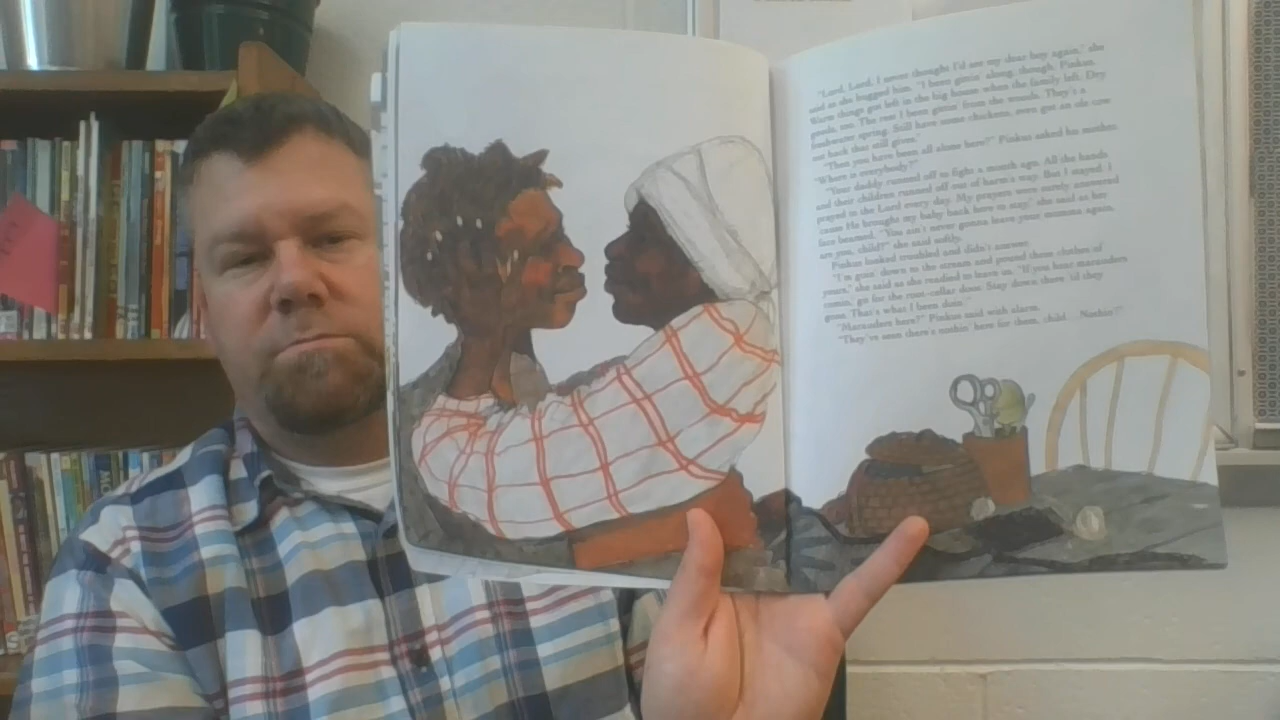 "Lord, Lord, I never thought I'd see my dear boy again," she
said as she hugged him. "I been gittin' along, though, Pinkus.
Warm things got left in the big house when the family left. Dry
goods, too. The rest I been gittin' from the woods. They's a
freshwater spring. Still have some chickens, even got an ole cow
out back that still gives."
"Then you have been all alone here?" Pinkus asked his mother.
"Where is everybody?"
"Your daddy runned off to fight a month ago. All the hands
and their children runned off out of harm's way. But I stayed. I
prayed to the Lord every day. My prayers were surely answered
'cause He brought my baby back here to stay," she said as her
face beamed. "You ain't never gonna leave your momma again,
are you, child?" she said softly.
Pinkus looked troubled and didn't answer.
"I'm goin' down to the stream and pound them clothes of
yours," she said as she readied to leave us. "If you hear marauders
comin', go for the root-cellar door. Stay down there 'til they
gone. That's what I been doin'."
"Marauders here?" Pinkus said with alarm.
"They've seen there's nothin' here for them, child... Nothin'!"